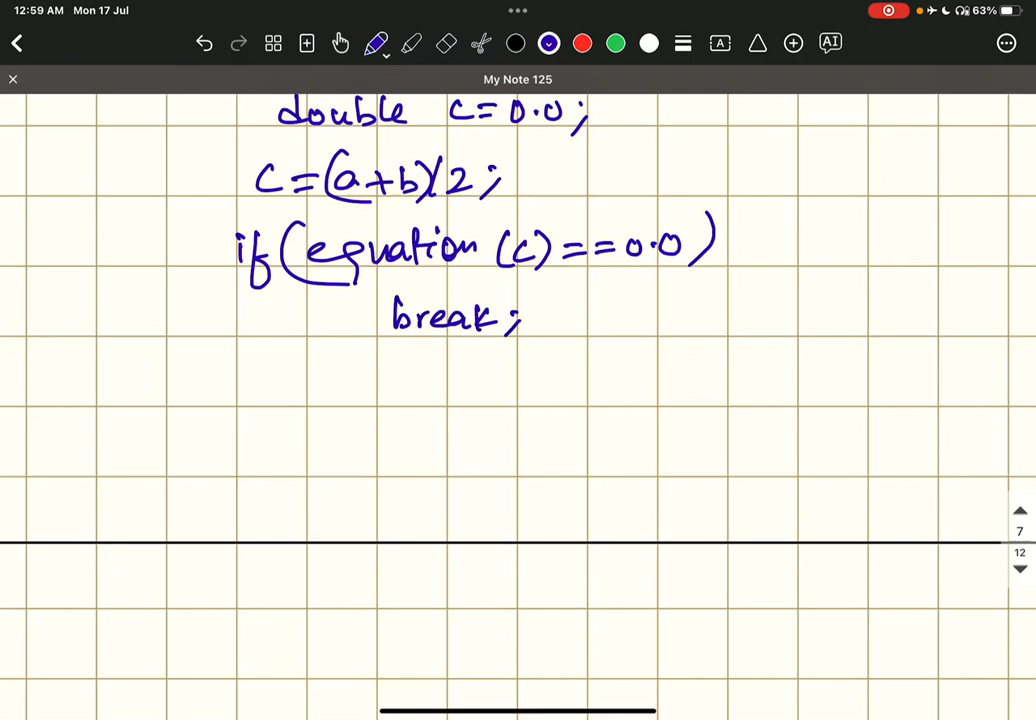 12:59 AM Mon 17 Jul
63%
A
AI
My Note 125
double c=0.0;
c=(a+b)/2;
if(equation (c)==0.0)
break;
7
12